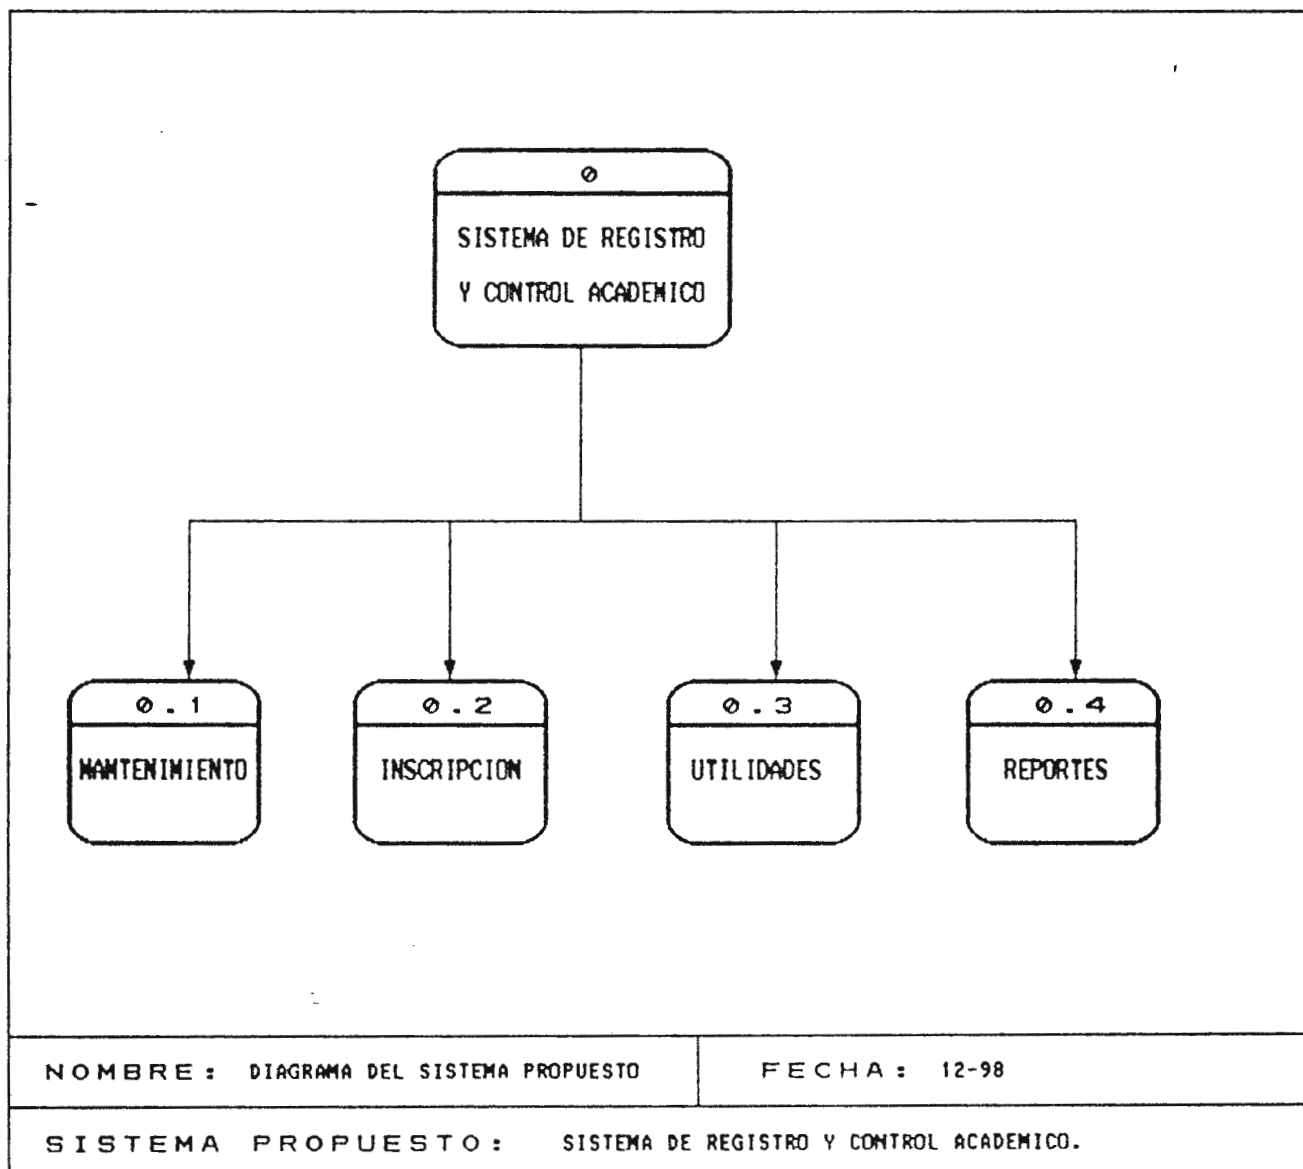 0
SISTEMA DE REGISTRO
Y CONTROL ACADEMICO
0.1
MANTENIMIENTO
0.2
INSCRIPCION
0.3
UTILIDADES
0.4
REPORTES
NOMBRE: DIAGRAMA DEL SISTEMA PROPUESTO
FECHA: 12-98
SISTEMA PROPUESTO: SISTEMA DE REGISTRO Y CONTROL ACADEMICO.